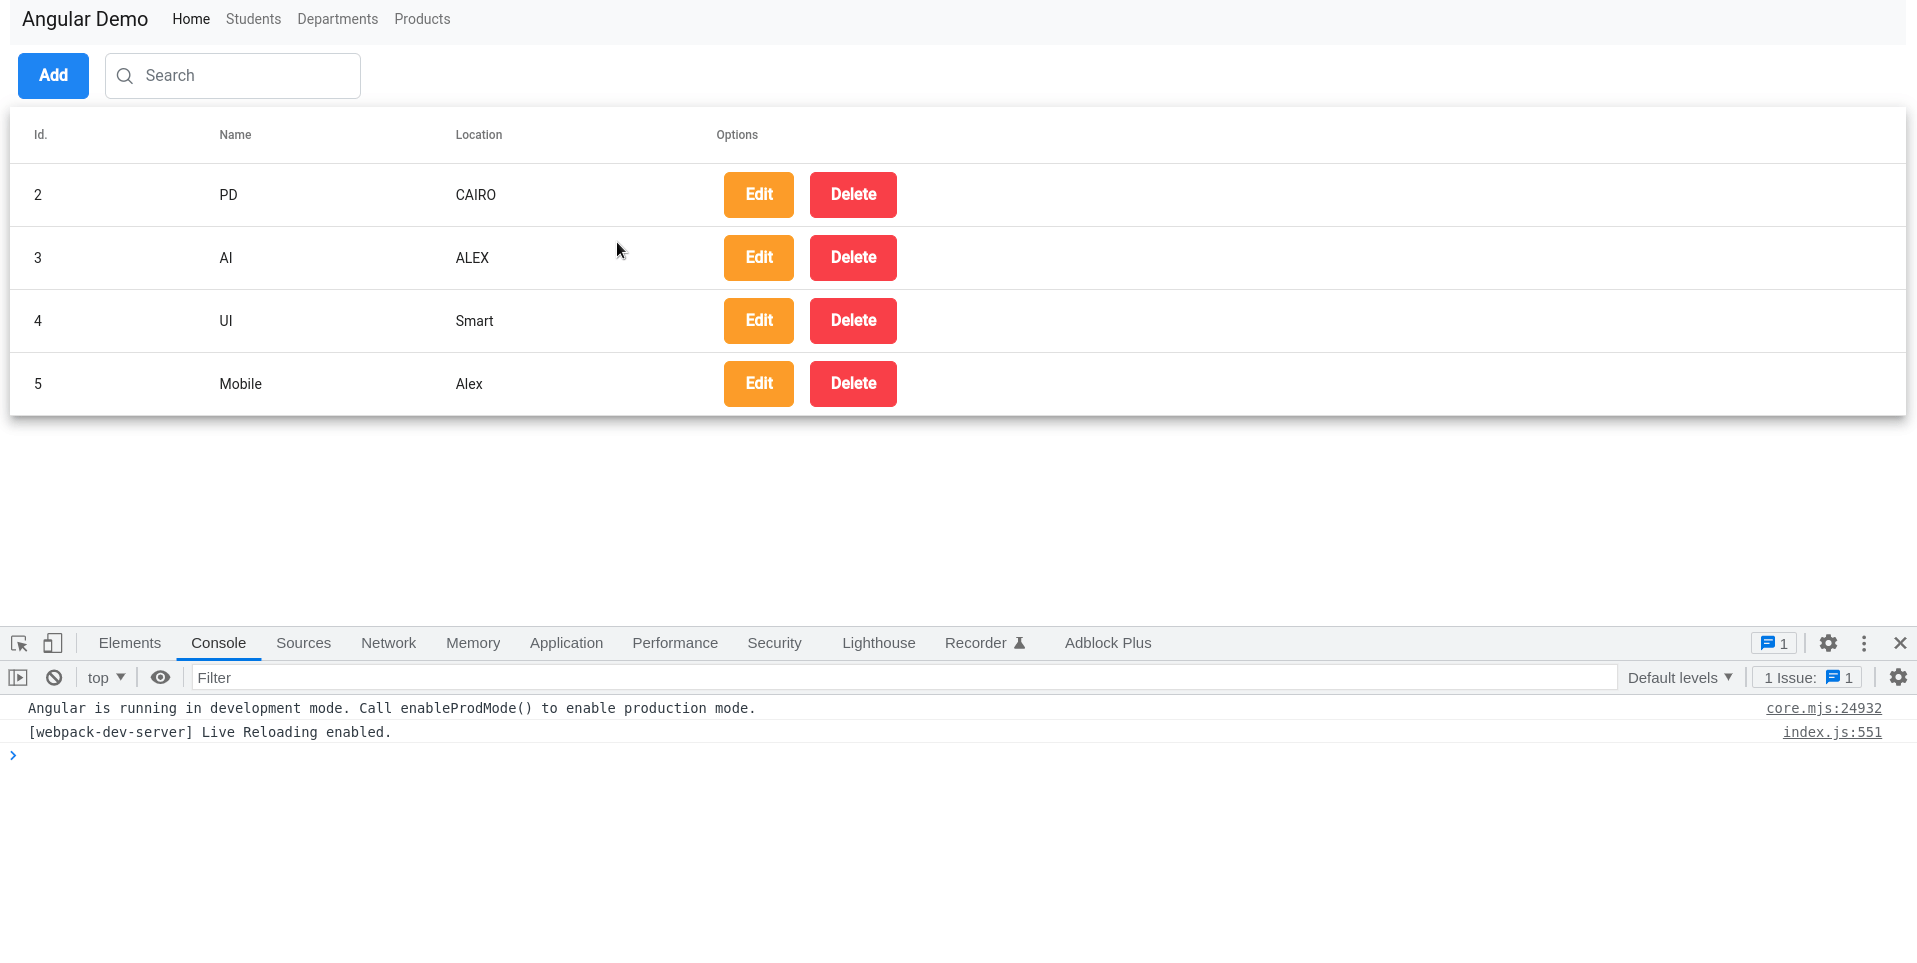 Angular Demo Home Students Departments Products
Add Search
Id. Name Location Options
2 PD CAIRO Edit Delete
3 AI ALEX Edit Delete
4 UI Smart Edit Delete
5 Mobile Alex Edit Delete
Elements Console Sources Network Memory Application Performance Security Lighthouse Recorder Adblock Plus 1
top Filter Default levels 1 Issue: 1
Angular is running in development mode. Call enableProdMode() to enable production mode. core.mjs:24932
[webpack-dev-server] Live Reloading enabled. index.js:551